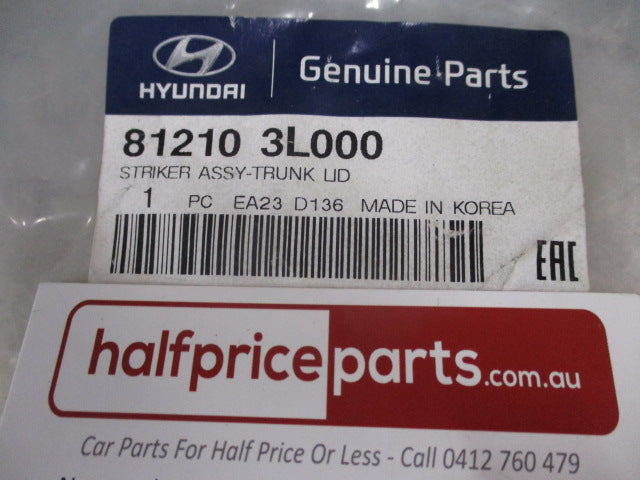 HYUNDAI
Genuine Parts
81210 3L000
STRIKER ASSY-TRUNK LID
1 PC EA23 D136 MADE IN KOREA
EAC
halfpriceparts.com.au
Car Parts For Half Price Or Less - Call 0412 760 479